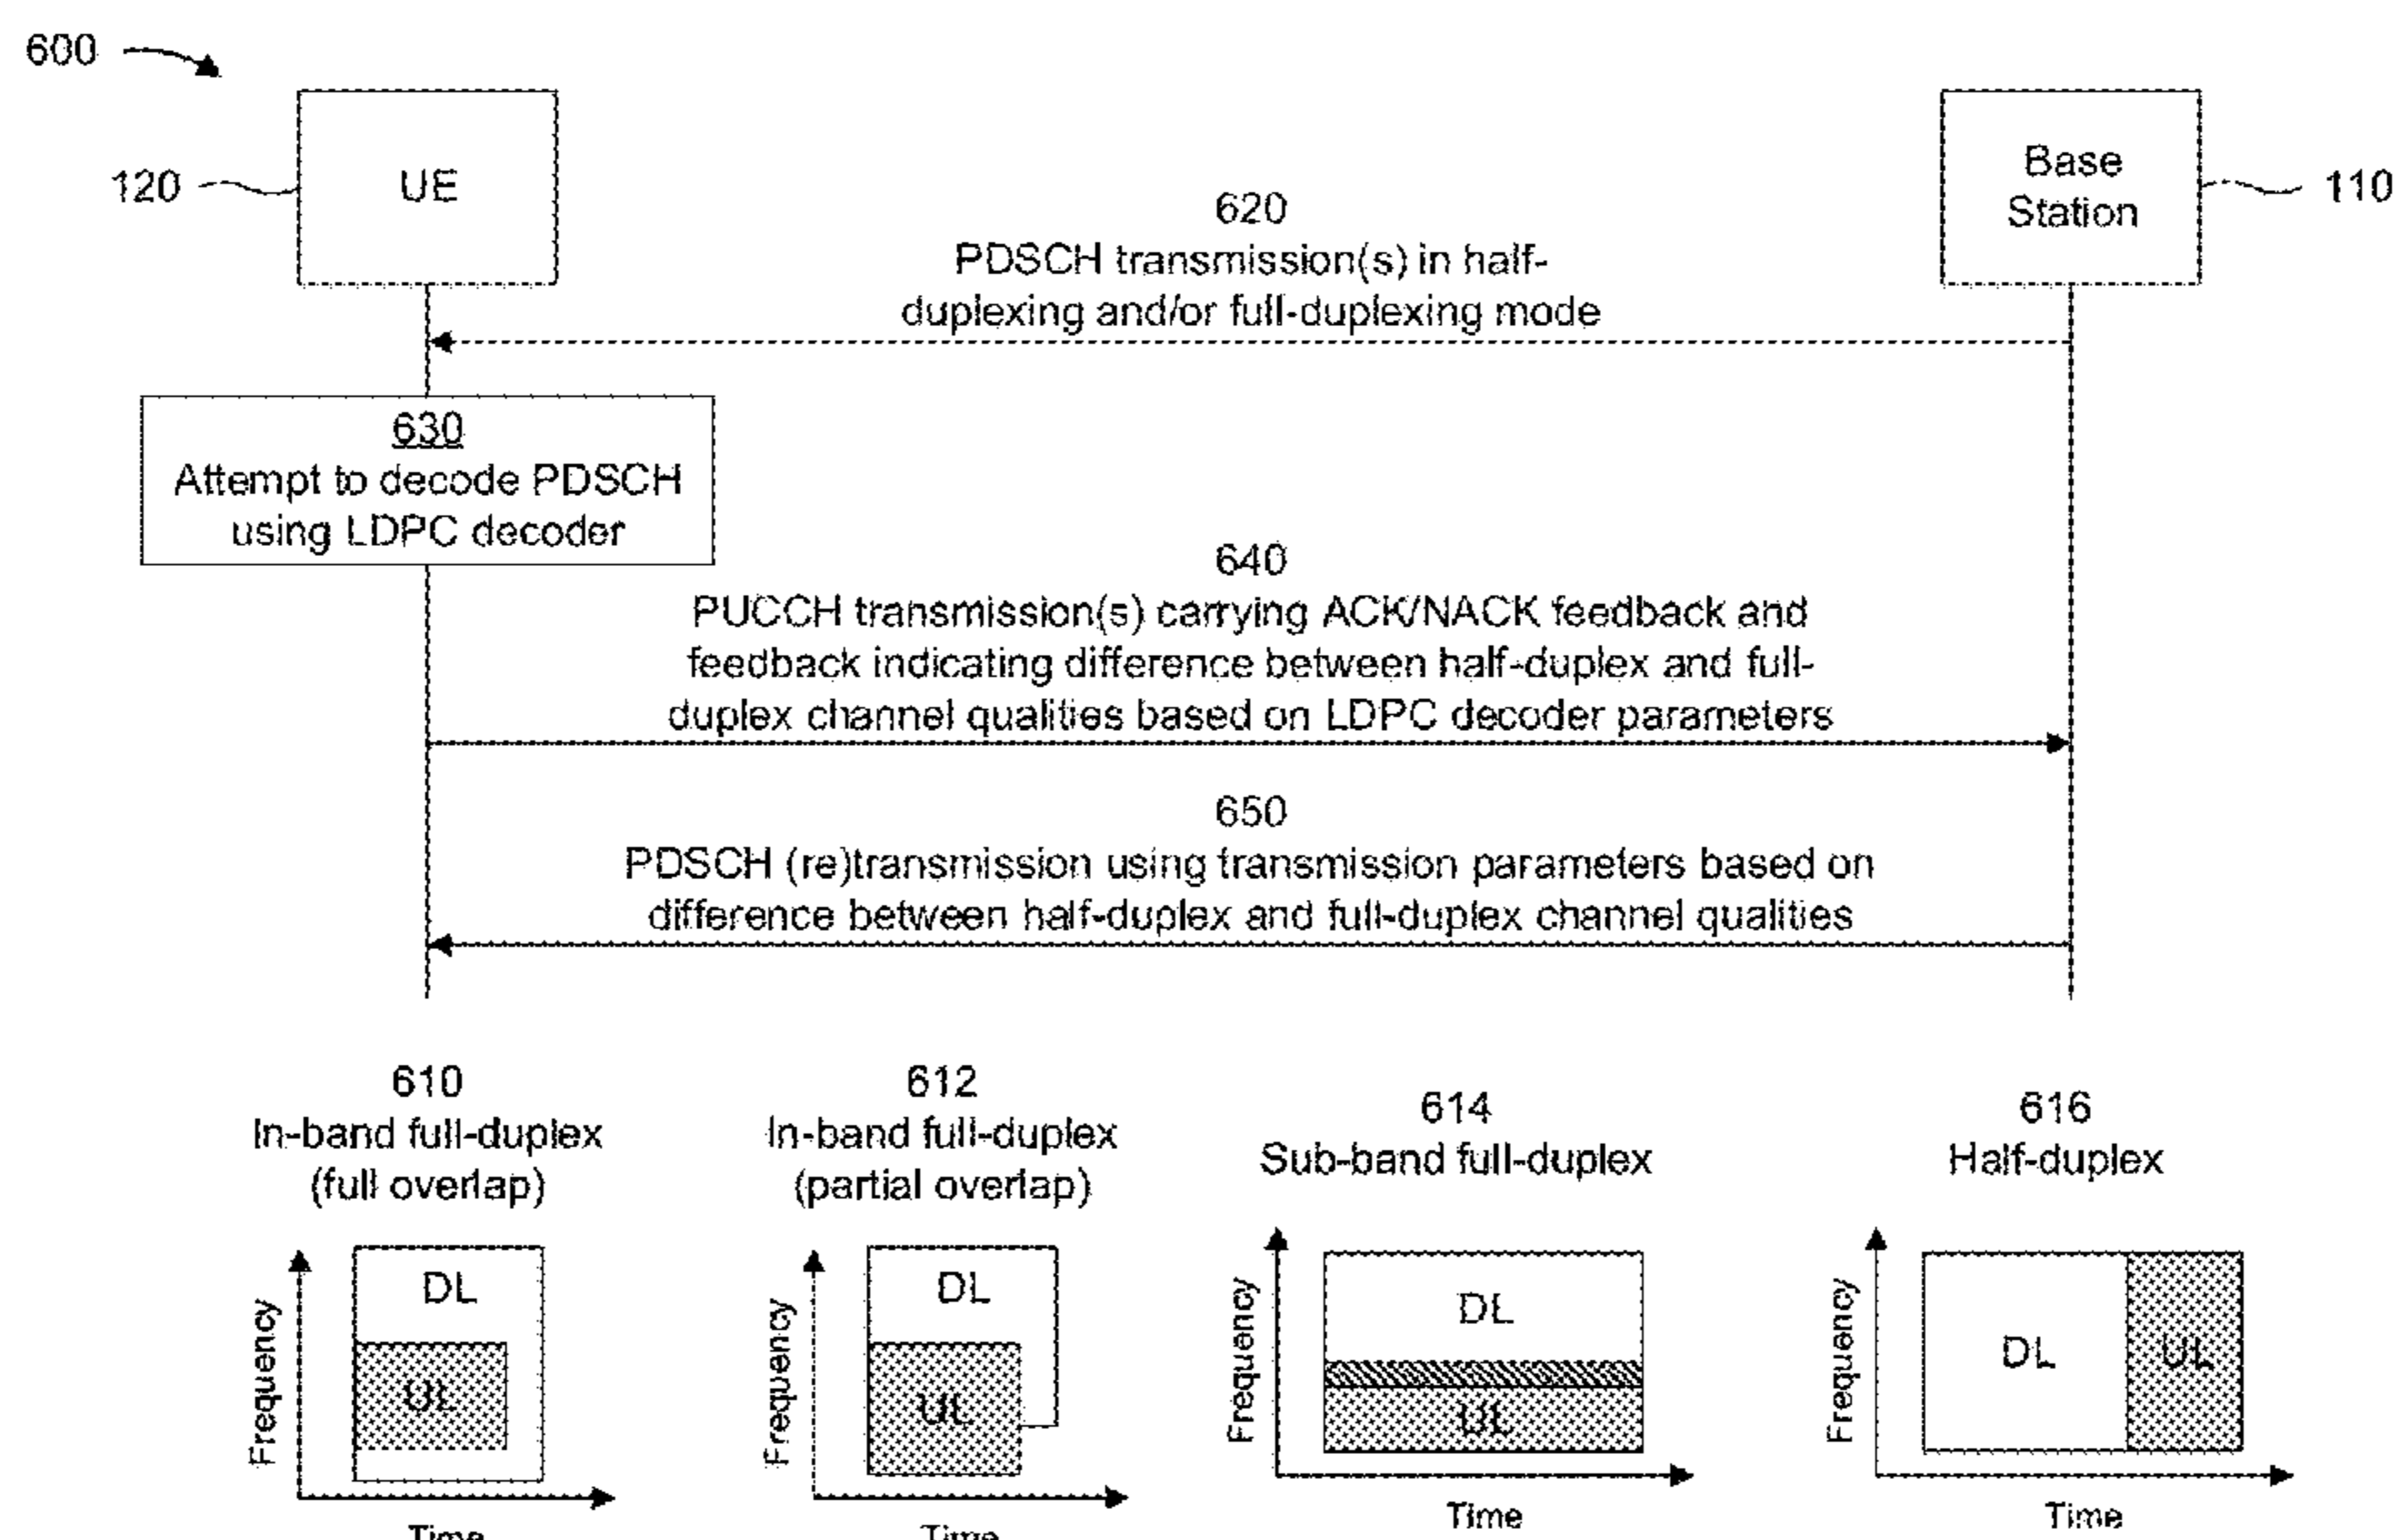 600
120
UE
Base
Station
110
620
PDSCH transmission(s) in half-
duplexing and/or full-duplexing mode
630
Attempt to decode PDSCH
using LDPC decoder
640
PUCCH transmission(s) carrying ACK/NACK feedback and
feedback indicating difference between half-duplex and full-
duplex channel qualities based on LDPC decoder parameters
650
PDSCH (re)transmission using transmission parameters based on
difference between half-duplex and full-duplex channel qualities
610
In-band full-duplex
(full overlap)
Frequency
DL
UL
Time
612
In-band full-duplex
(partial overlap)
Frequency
DL
UL
Time
614
Sub-band full-duplex
Frequency
DL
UL
Time
616
Half-duplex
Frequency
DL
UL
Time